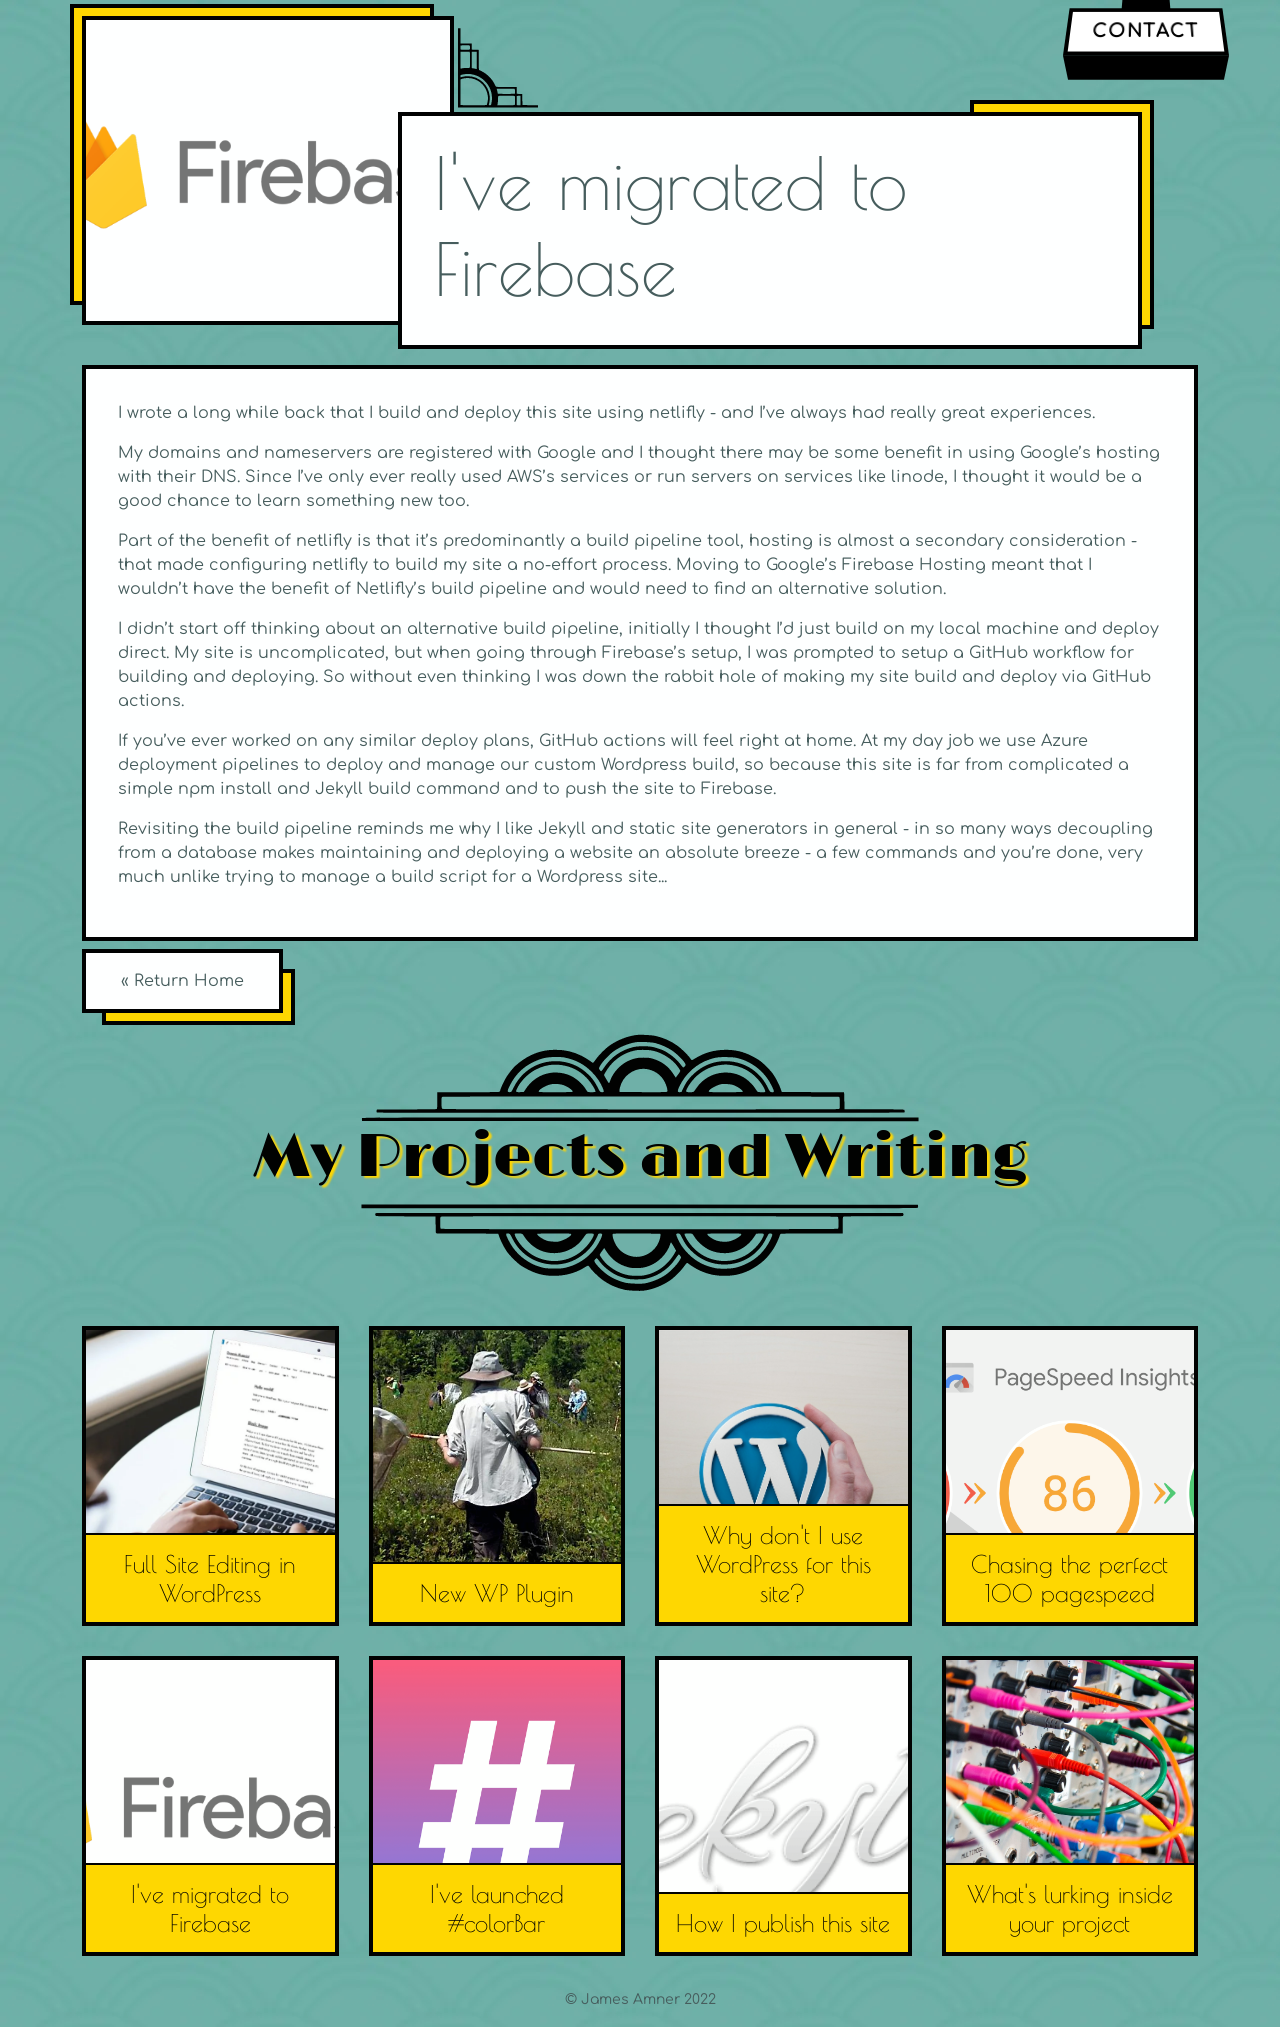 CONTACT
Fireba
I've migrated to
Firebase
I wrote a long while back that I build and deploy this site using netlifly - and I’ve always had really great experiences.
My domains and nameservers are registered with Google and I thought there may be some benefit in using Google’s hosting
with their DNS. Since I’ve only ever really used AWS’s services or run servers on services like linode, I thought it would be a
good chance to learn something new too.
Part of the benefit of netlifly is that it’s predominantly a build pipeline tool, hosting is almost a secondary consideration -
that made configuring netlifly to build my site a no-effort process. Moving to Google’s Firebase Hosting meant that I
wouldn’t have the benefit of Netlifly’s build pipeline and would need to find an alternative solution.
I didn’t start off thinking about an alternative build pipeline, initially I thought I’d just build on my local machine and deploy
direct. My site is uncomplicated, but when going through Firebase’s setup, I was prompted to setup a GitHub workflow for
building and deploying. So without even thinking I was down the rabbit hole of making my site build and deploy via GitHub
actions.
If you’ve ever worked on any similar deploy plans, GitHub actions will feel right at home. At my day job we use Azure
deployment pipelines to deploy and manage our custom Wordpress build, so because this site is far from complicated a
simple npm install and Jekyll build command and to push the site to Firebase.
Revisiting the build pipeline reminds me why I like Jekyll and static site generators in general - in so many ways decoupling
from a database makes maintaining and deploying a website an absolute breeze - a few commands and you’re done, very
much unlike trying to manage a build script for a Wordpress site...
« Return Home
My Projects and Writing
PageSpeed Insights
W
» 86 »
Full Site Editing in
WordPress
New WP Plugin
Why don't I use
WordPress for this
site?
Chasing the perfect
100 pagespeed
Fireba
#
ekyl
I've migrated to
Firebase
I've launched
#colorBar
How I publish this site
What's lurking inside
your project
© James Amner 2022